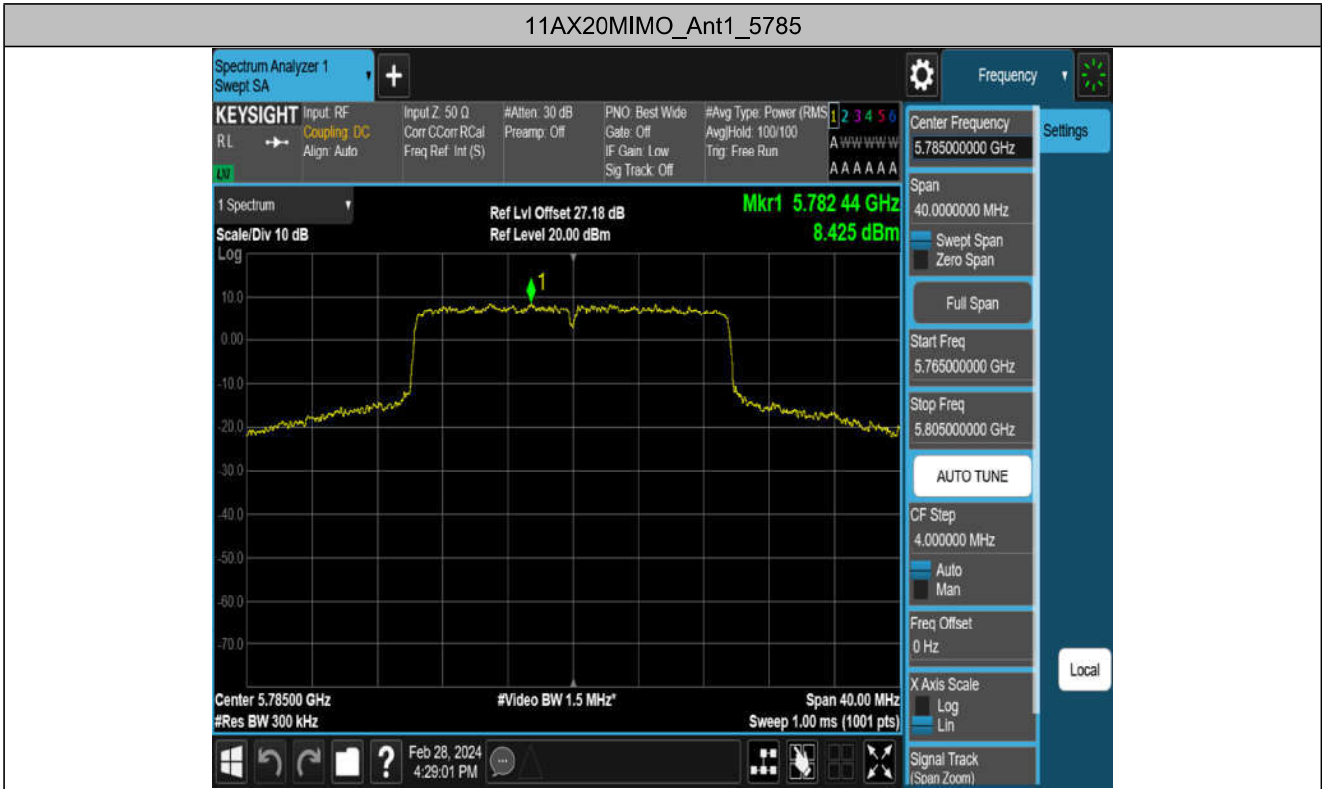 11AX20MIMO_Ant1_5785
Spectrum Analyzer 1
Swept SA
+
Frequency
KEYSIGHT
RL
LXI
Input: RF
Coupling: DC
Align: Auto
Input Z: 50 Ω
Corr CCorr RCal
Freq Ref: Int (S)
#Atten: 30 dB
Preamp: Off
PNO: Best Wide
Gate: Off
IF Gain: Low
Sig Track: Off
#Avg Type: Power (RMS
Avg|Hold: 100/100
Trig: Free Run
1 2 3 4 5 6
A W W W W W
A A A A A A
1 Spectrum
Scale/Div 10 dB
Ref Lvl Offset 27.18 dB
Ref Level 20.00 dBm
Mkr1 5.782 44 GHz
8.425 dBm
Log
1
10.0
0.00
-10.0
-20.0
-30.0
-40.0
-50.0
-60.0
-70.0
Center 5.78500 GHz
#Video BW 1.5 MHz*
Span 40.00 MHz
#Res BW 300 kHz
Sweep 1.00 ms (1001 pts)
Feb 28, 2024
4:29:01 PM
?
Center Frequency
5.785000000 GHz
Settings
Span
40.0000000 MHz
Swept Span
Zero Span
Full Span
Start Freq
5.765000000 GHz
Stop Freq
5.805000000 GHz
AUTO TUNE
CF Step
4.000000 MHz
Auto
Man
Freq Offset
0 Hz
Local
X Axis Scale
Log
Lin
Signal Track
(Span Zoom)